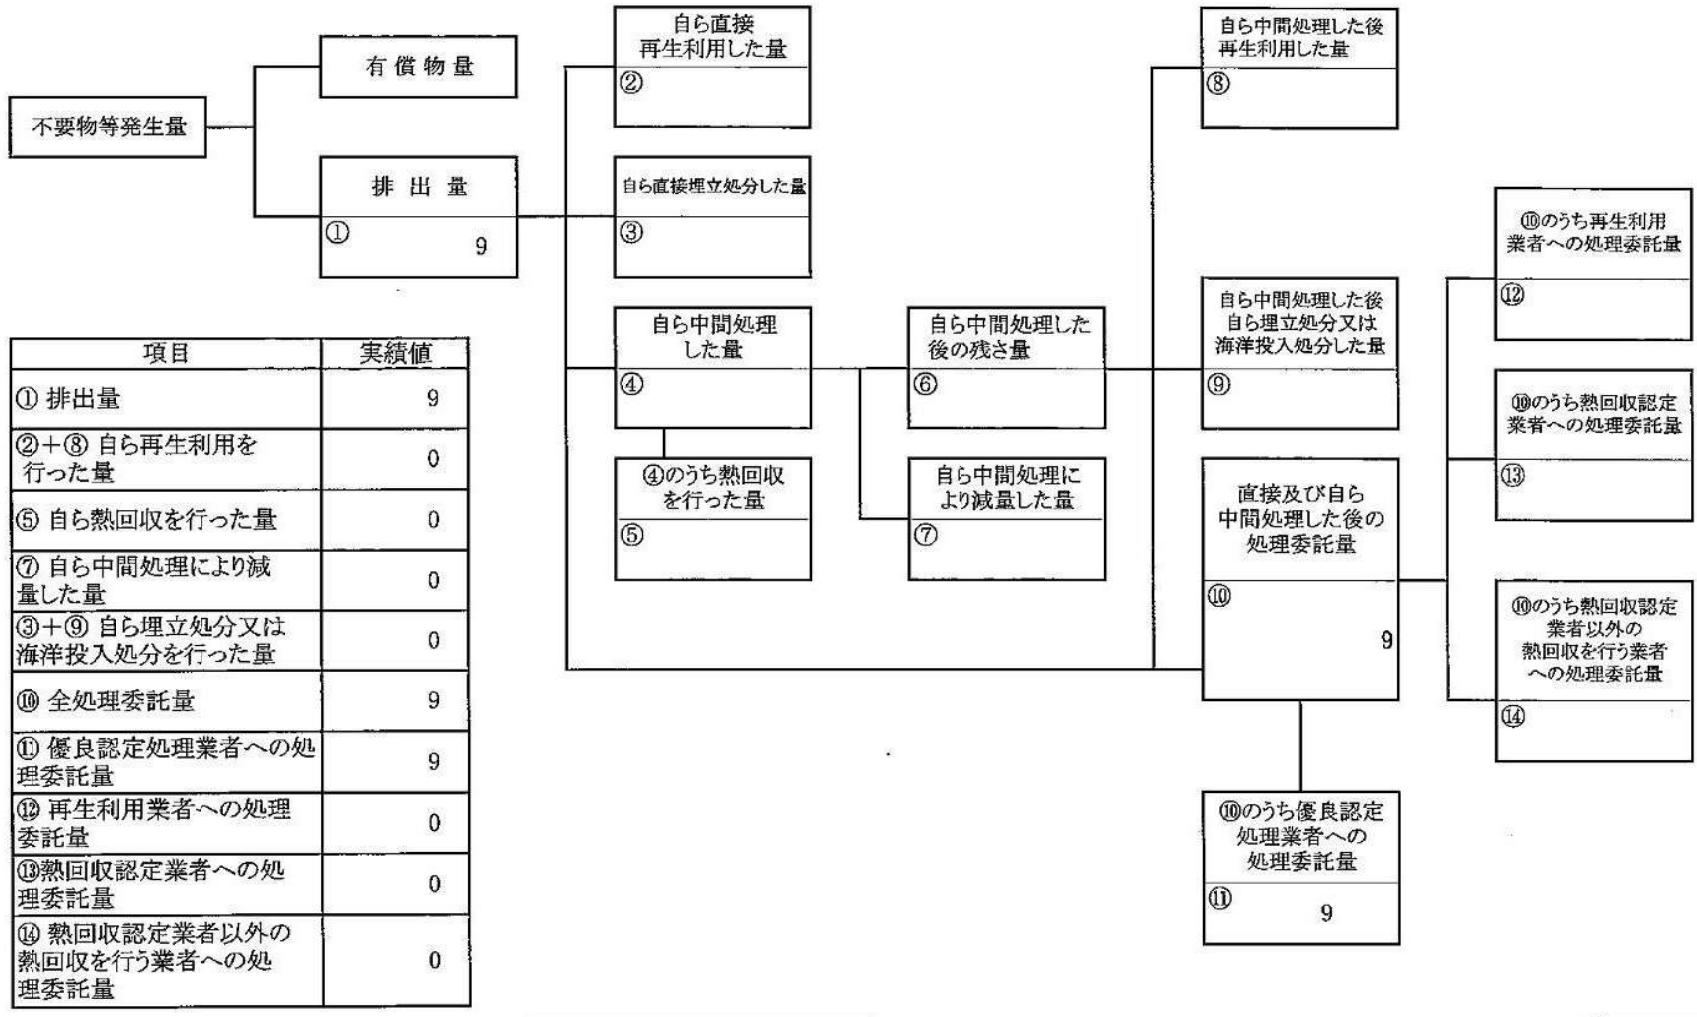 不要物等発生量
有償物量
排出量
①
9
自ら直接
再生利用した量
②
自ら直接埋立処分した量
③
自ら中間処理
した量
④
④のうち熱回収
を行った量
⑤
自ら中間処理した
後の残さ量
⑥
自ら中間処理に
より減量した量
⑦
自ら中間処理した後
再生利用した量
⑧
自ら中間処理した後
自ら埋立処分又は
海洋投入処分した量
⑨
直接及び自ら
中間処理した後の
処理委託量
⑩
9
⑩のうち優良認定
処理業者への
処理委託量
⑪
9
⑩のうち再生利用
業者への処理委託量
⑫
⑩のうち熱回収認定
業者への処理委託量
⑬
⑩のうち熱回収認定
業者以外の
熱回収を行う業者
への処理委託量
⑭
項目 実績値
① 排出量 9
②+⑧ 自ら再生利用を
行った量 0
⑤ 自ら熱回収を行った量 0
⑦ 自ら中間処理により減
量した量 0
③+⑨ 自ら埋立処分又は
海洋投入処分を行った量 0
⑩ 全処理委託量 9
⑪ 優良認定処理業者への処
理委託量 9
⑫ 再生利用業者への処理
委託量 0
⑬熱回収認定業者への処
理委託量 0
⑭ 熱回収認定業者以外の
熱回収を行う業者への処
理委託量 0